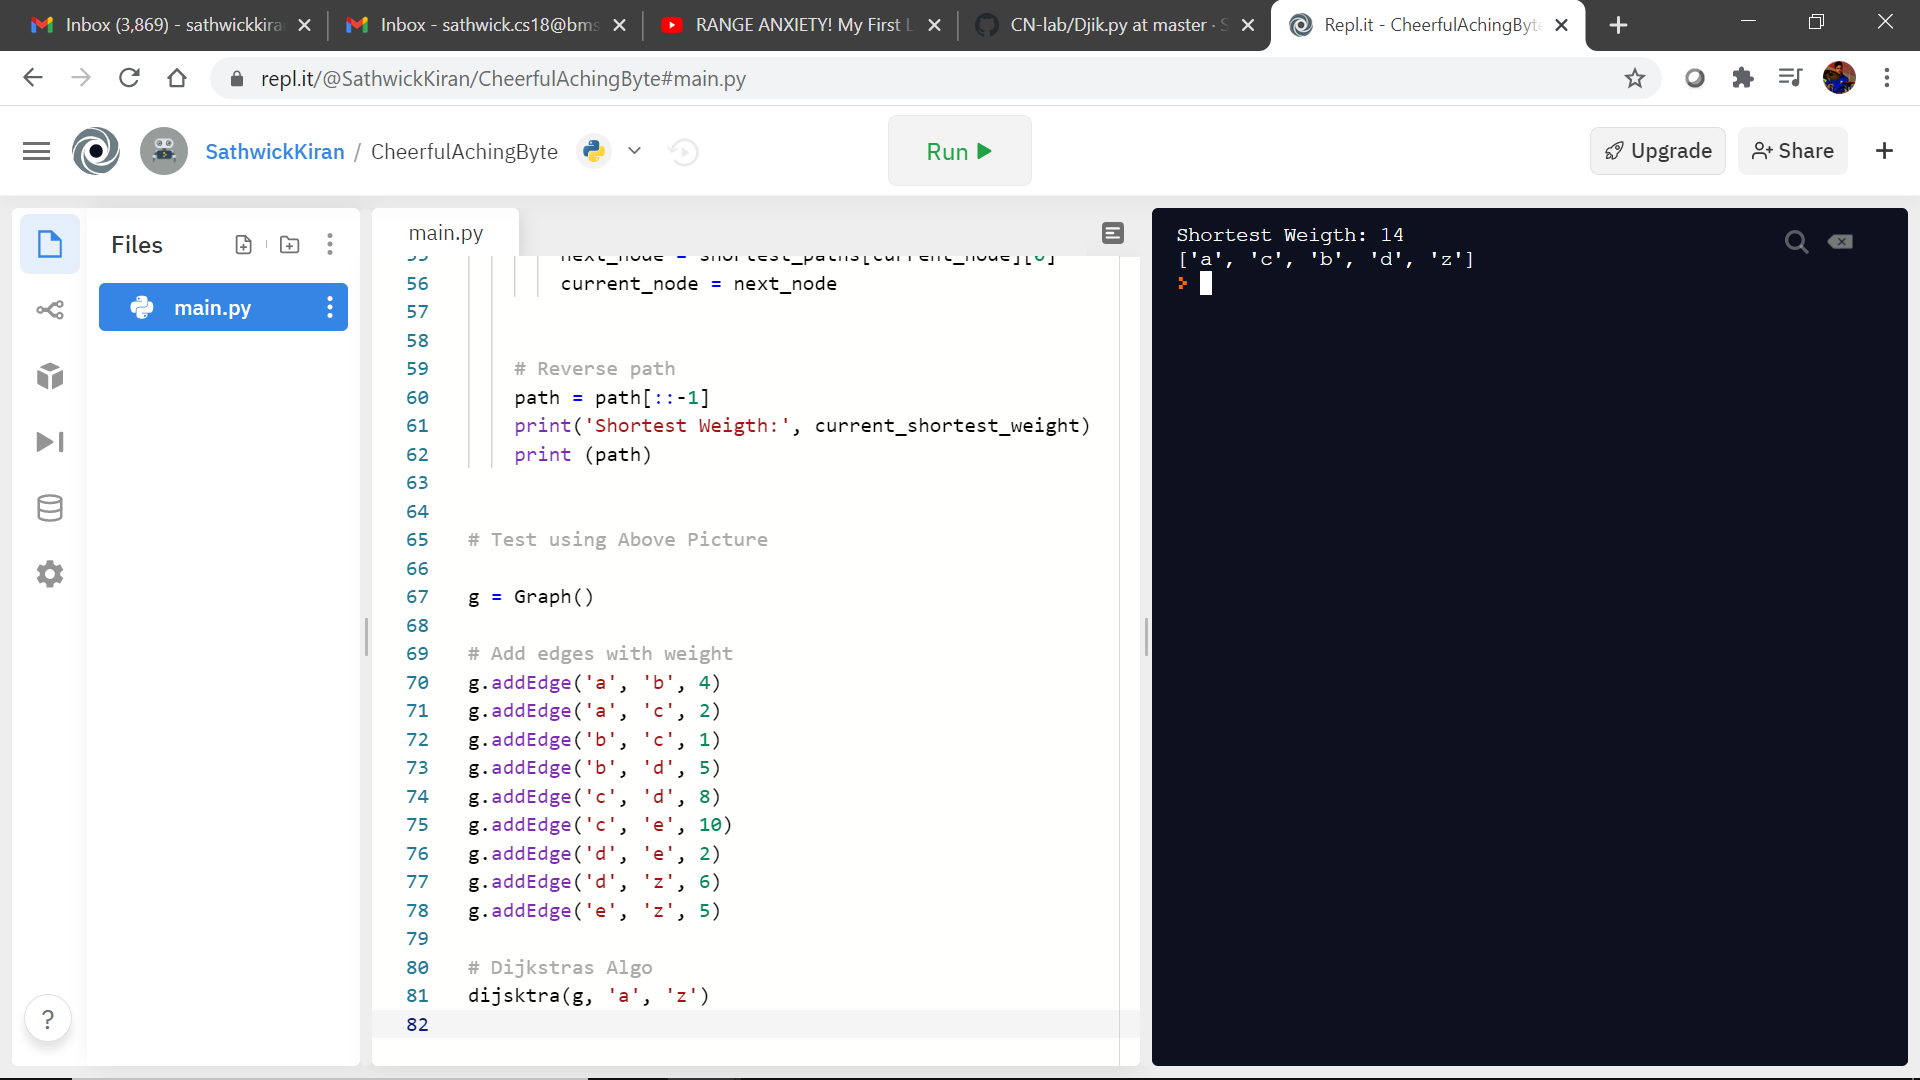 Inbox (3,869) - sathwickkira
Inbox - sathwick.cs18@bms
RANGE ANXIETY! My First L
CN-lab/Djik.py at master · S
Repl.it - CheerfulAchingByte
repl.it/@SathwickKiran/CheerfulAchingByte#main.py
SathwickKiran / CheerfulAchingByte
Run
Upgrade
Share
Files
main.py
main.py
55 next_node = shortest_paths[current_node][0]
56 current_node = next_node
57
58
59 # Reverse path
60 path = path[::-1]
61 print('Shortest Weigth:', current_shortest_weight)
62 print (path)
63
64
65 # Test using Above Picture
66
67 g = Graph()
68
69 # Add edges with weight
70 g.addEdge('a', 'b', 4)
71 g.addEdge('a', 'c', 2)
72 g.addEdge('b', 'c', 1)
73 g.addEdge('b', 'd', 5)
74 g.addEdge('c', 'd', 8)
75 g.addEdge('c', 'e', 10)
76 g.addEdge('d', 'e', 2)
77 g.addEdge('d', 'z', 6)
78 g.addEdge('e', 'z', 5)
79
80 # Dijkstras Algo
81 dijsktra(g, 'a', 'z')
82
Shortest Weigth: 14
['a', 'c', 'b', 'd', 'z']
?